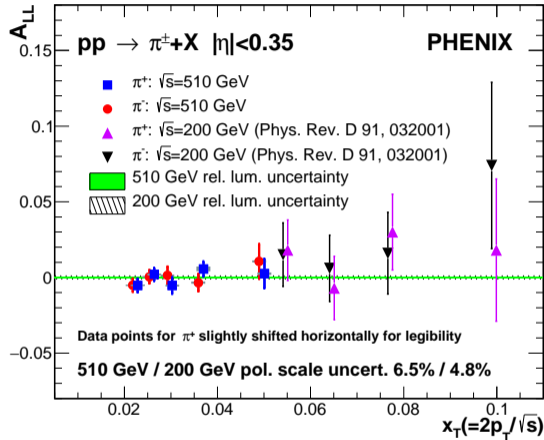 A_LL
0.15
0.1
0.05
0
−0.05
pp → π±+X |η|<0.35 PHENIX
π⁺: √s=510 GeV
π⁻: √s=510 GeV
π⁺: √s=200 GeV (Phys. Rev. D 91, 032001)
π⁻: √s=200 GeV (Phys. Rev. D 91, 032001)
510 GeV rel. lum. uncertainty
200 GeV rel. lum. uncertainty
Data points for π⁺ slightly shifted horizontally for legibility
510 GeV / 200 GeV pol. scale uncert. 6.5% / 4.8%
0.02 0.04 0.06 0.08 0.1
x_T(=2p_T/√s)